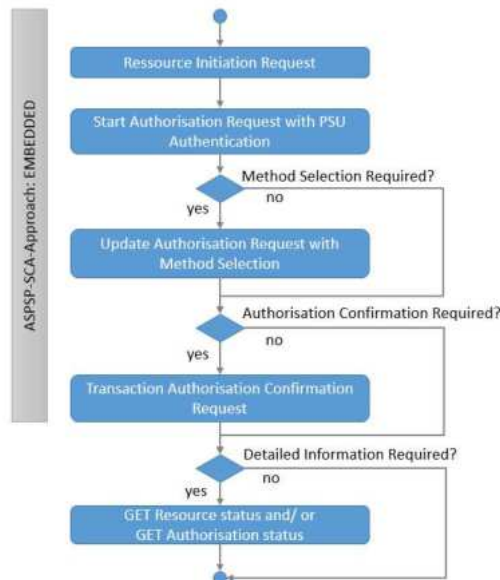 ASPSP-SCA-Approach: EMBEDDED
Ressource Initiation Request
Start Authorisation Request with PSU
Authentication
Method Selection Required?
yes
no
Update Authorisation Request with
Method Selection
Authorisation Confirmation Required?
yes
no
Transaction Authorisation Confirmation
Request
Detailed Information Required?
yes
no
GET Resource status and/ or
GET Authorisation status